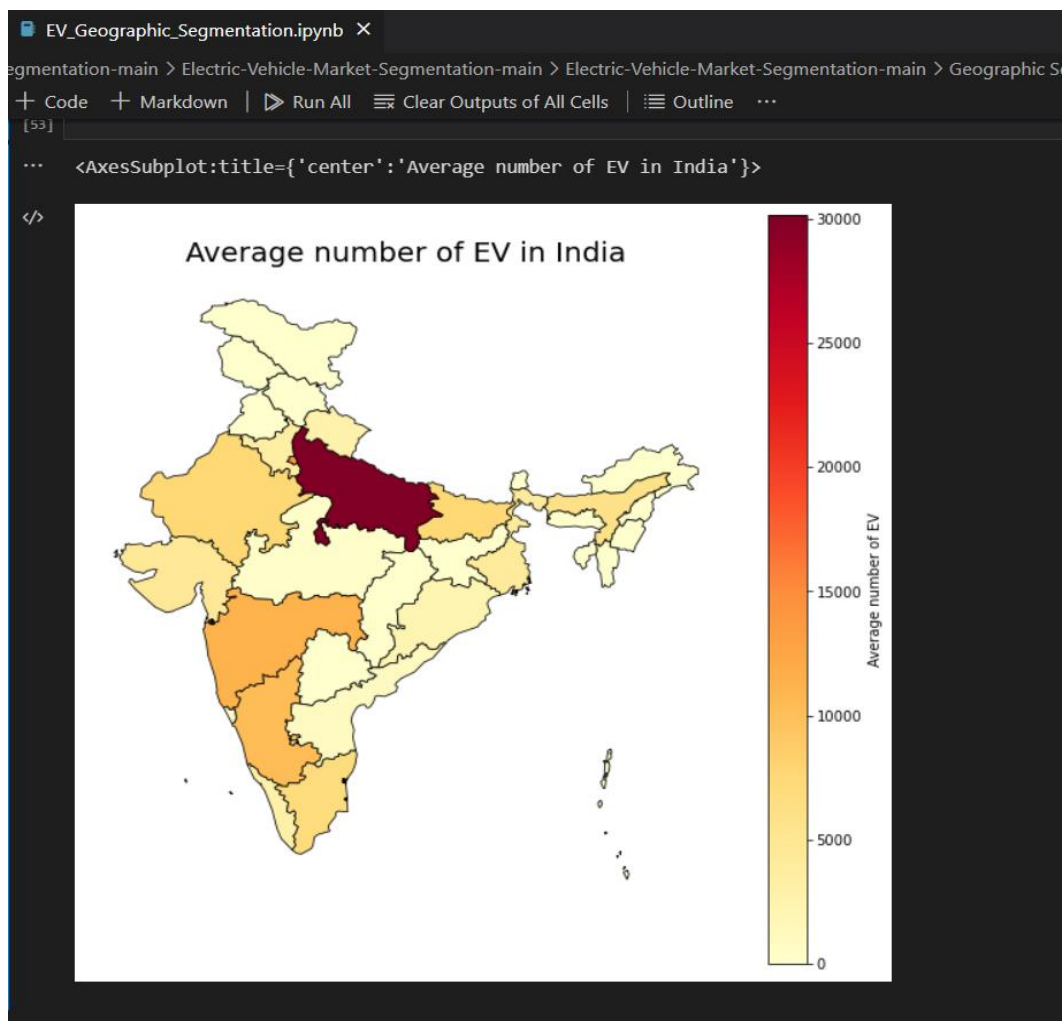 EV_Geographic_Segmentation.ipynb ×
egmentation-main > Electric-Vehicle-Market-Segmentation-main > Electric-Vehicle-Market-Segmentation-main > Geographic S
+ Code + Markdown | Run All Clear Outputs of All Cells | Outline ...
[53]
... <AxesSubplot:title={'center':'Average number of EV in India'}>
</>
Average number of EV in India
30000
25000
20000
15000
10000
5000
0
Average number of EV